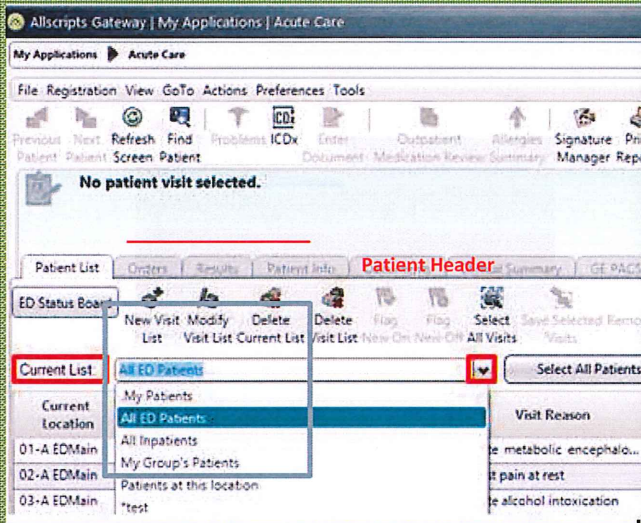 Allscripts Gateway | My Applications | Acute Care
My Applications Acute Care
File Registration View GoTo Actions Preferences Tools
Previous Patient Next Patient Refresh Screen Find Patient Problems ICDx Enter Document Outpatient Medication Review Allergies Summary Signature Manager
No patient visit selected.
Patient List Orders Results Patient Info Patient Header Summary GE PACS
ED Status Board New Visit List Modify Visit List Delete Current List Delete Visit List Flag New On Flag New Off Select All Visits Save Selected Visits
Current List: All ED Patients Select All Patients
My Patients
Current Location All ED Patients Visit Reason
All Inpatients
01-A EDMain metabolic encephalo...
My Group's Patients
02-A EDMain pain at rest
Patients at this location
03-A EDMain alcohol intoxication
*test